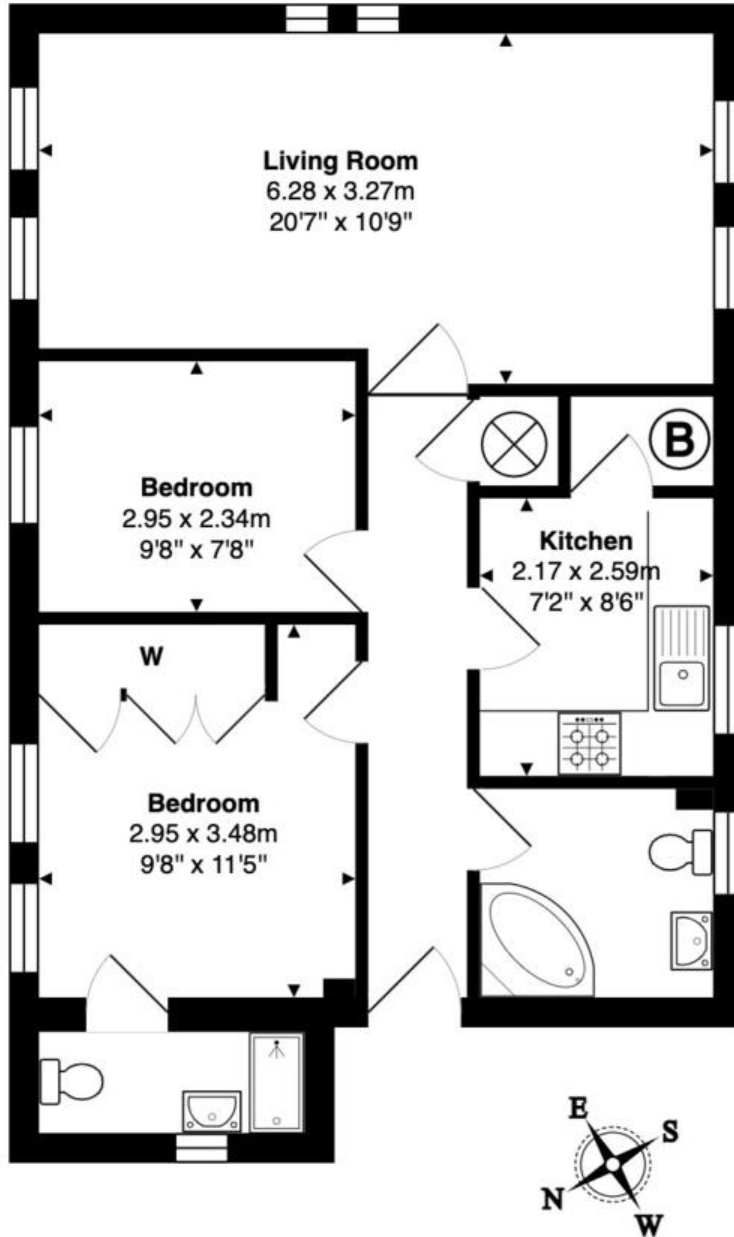 Living Room
6.28 x 3.27m
20'7" x 10'9"
B
Bedroom
2.95 x 2.34m
9'8" x 7'8"
Kitchen
2.17 x 2.59m
7'2" x 8'6"
W
Bedroom
2.95 x 3.48m
9'8" x 11'5"
E
S
N
W